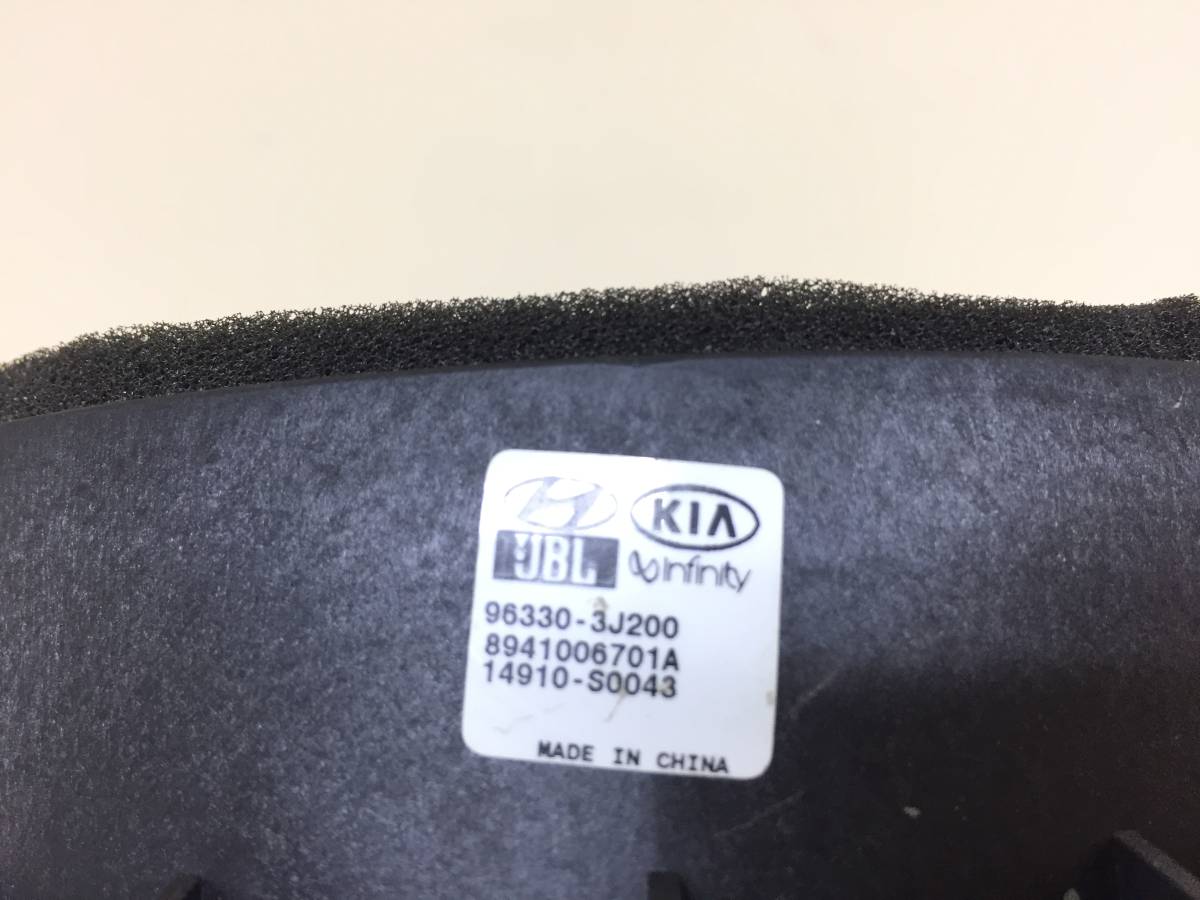 KIA
JBL infinity
96330-3J200
8941006701A
14910-S0043
MADE IN CHINA